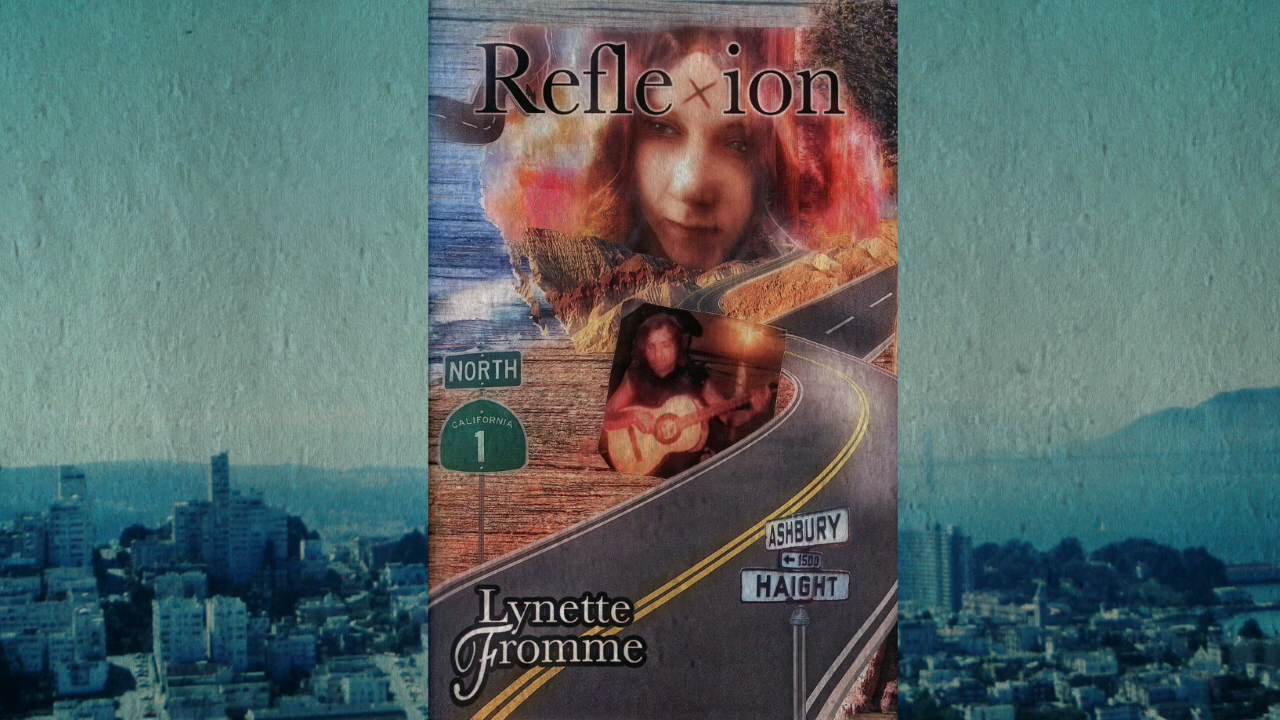 Reflexion
NORTH
CALIFORNIA
1
ASHBURY
← 1500
HAIGHT
Lynette
Fromme